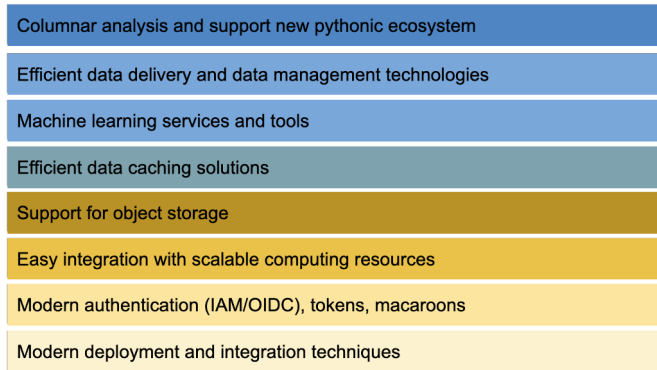 Columnar analysis and support new pythonic ecosystem
Efficient data delivery and data management technologies
Machine learning services and tools
Efficient data caching solutions
Support for object storage
Easy integration with scalable computing resources
Modern authentication (IAM/OIDC), tokens, macaroons
Modern deployment and integration techniques